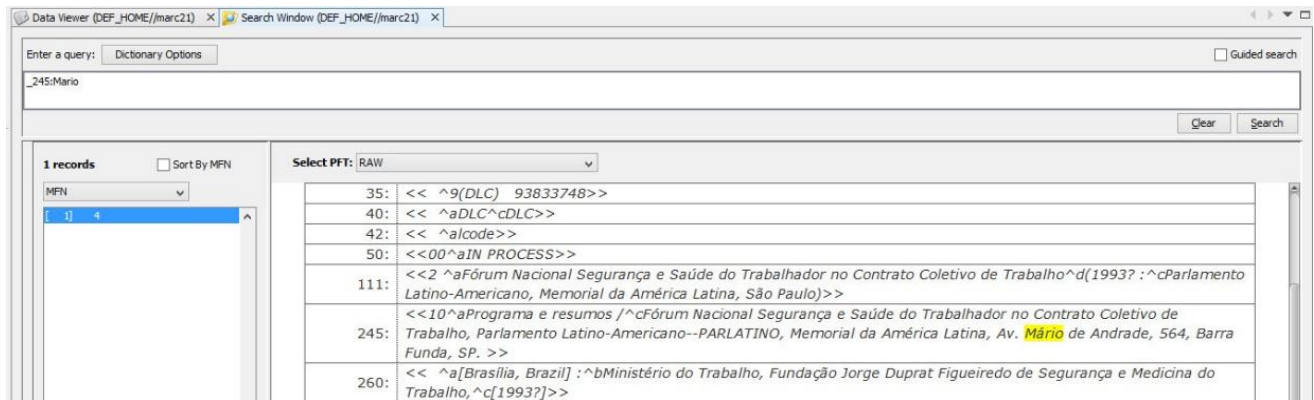 Data Viewer (DEF_HOME//marc21) X Search Window (DEF_HOME//marc21) X
Enter a query: Dictionary Options Guided search
_245:Mario
Clear Search
1 records Sort By MFN Select PFT: RAW
MFN
[ 1] 4
35: << ^9(DLC) 93833748>>
40: << ^aDLC^cDLC>>
42: << ^alcode>>
50: <<00^aIN PROCESS>>
111: <<2 ^aFórum Nacional Segurança e Saúde do Trabalhador no Contrato Coletivo de Trabalho^d(1993? :^cParlamento
Latino-Americano, Memorial da América Latina, São Paulo)>>
<<10^aPrograma e resumos /^cFórum Nacional Segurança e Saúde do Trabalhador no Contrato Coletivo de
245: Trabalho, Parlamento Latino-Americano--PARLATINO, Memorial da América Latina, Av. Mário de Andrade, 564, Barra
Funda, SP. >>
260: << ^a[Brasília, Brazil] :^bMinistério do Trabalho, Fundação Jorge Duprat Figueiredo de Segurança e Medicina do
Trabalho,^c[1993?]>>